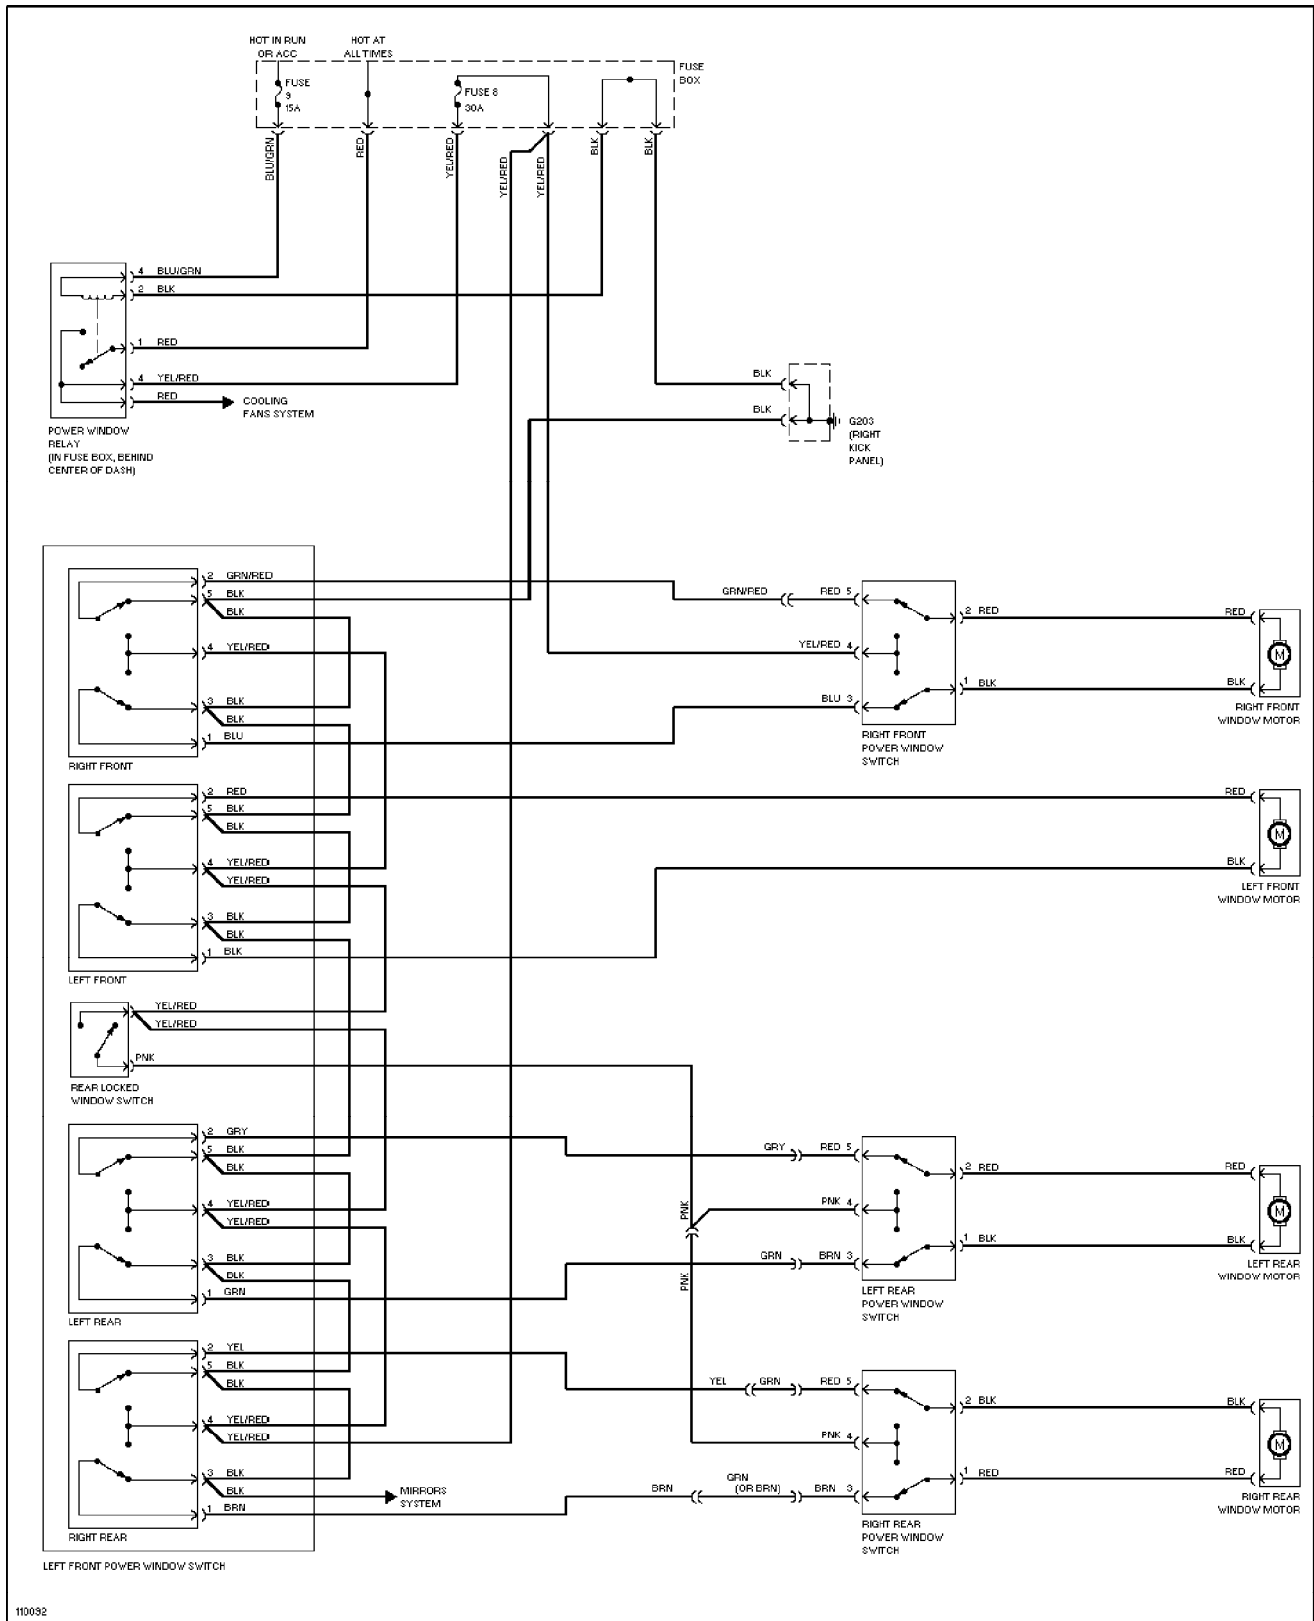 HOT IN RUN
OR ACC
HOT AT
ALL TIMES
FUSE
BOX
FUSE
9
15A
FUSE 8
30A
BLU/GRN
RED
YEL/RED
YEL/RED
YEL/RED
BLK
BLK
4 BLU/GRN
2 BLK
1 RED
4 YEL/RED
RED
COOLING
FANS SYSTEM
POWER WINDOW
RELAY
(IN FUSE BOX, BEHIND
CENTER OF DASH)
BLK
BLK
G203
(RIGHT
KICK
PANEL)
2 GRN/RED
5 BLK
BLK
4 YEL/RED
3 BLK
BLK
1 BLU
RIGHT FRONT
GRN/RED
RED 5
YEL/RED 4
BLU 3
2 RED
1 BLK
RIGHT FRONT
POWER WINDOW
SWITCH
RED
M
BLK
RIGHT FRONT
WINDOW MOTOR
2 RED
5 BLK
BLK
4 YEL/RED
YEL/RED
3 BLK
BLK
1 BLK
LEFT FRONT
RED
M
BLK
LEFT FRONT
WINDOW MOTOR
YEL/RED
YEL/RED
PNK
REAR LOCKED
WINDOW SWITCH
2 GRY
5 BLK
BLK
4 YEL/RED
YEL/RED
3 BLK
BLK
1 GRN
LEFT REAR
PNK
PNK
GRY
RED 5
PNK 4
GRN
BRN 3
2 RED
1 BLK
LEFT REAR
POWER WINDOW
SWITCH
RED
M
BLK
LEFT REAR
WINDOW MOTOR
2 YEL
5 BLK
BLK
4 YEL/RED
YEL/RED
3 BLK
BLK
1 BRN
RIGHT REAR
MIRRORS
SYSTEM
YEL
GRN
RED 5
PNK 4
BRN
GRN
(OR BRN)
BRN 3
2 BLK
1 RED
RIGHT REAR
POWER WINDOW
SWITCH
BLK
M
RED
RIGHT REAR
WINDOW MOTOR
LEFT FRONT POWER WINDOW SWITCH
110092